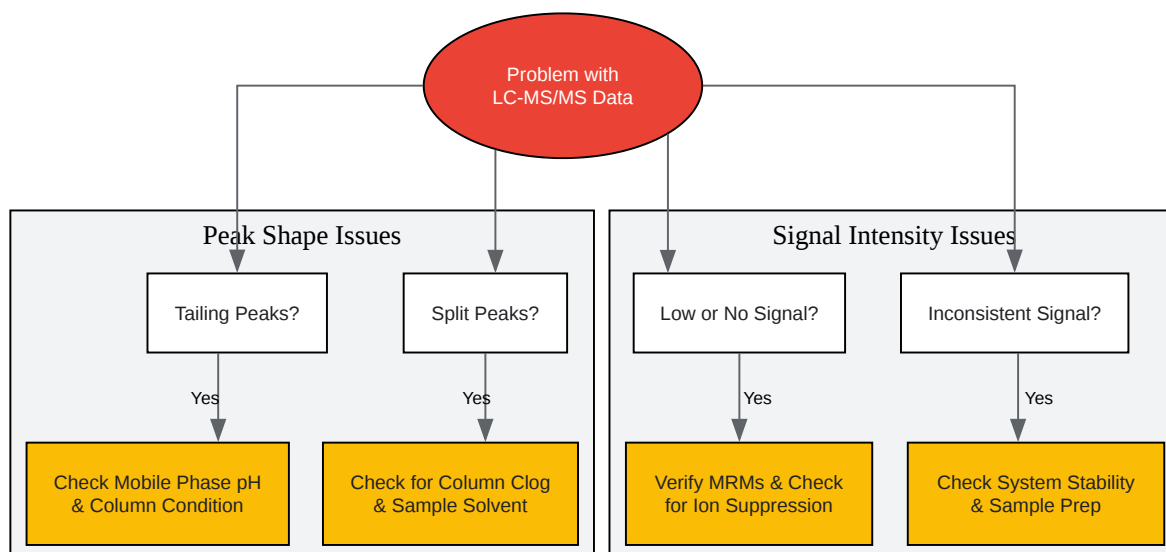 Problem with
LC-MS/MS Data
Peak Shape Issues
Signal Intensity Issues
Tailing Peaks?
Split Peaks?
Low or No Signal?
Inconsistent Signal?
Yes
Yes
Yes
Yes
Check Mobile Phase pH
& Column Condition
Check for Column Clog
& Sample Solvent
Verify MRMs & Check
for Ion Suppression
Check System Stability
& Sample Prep